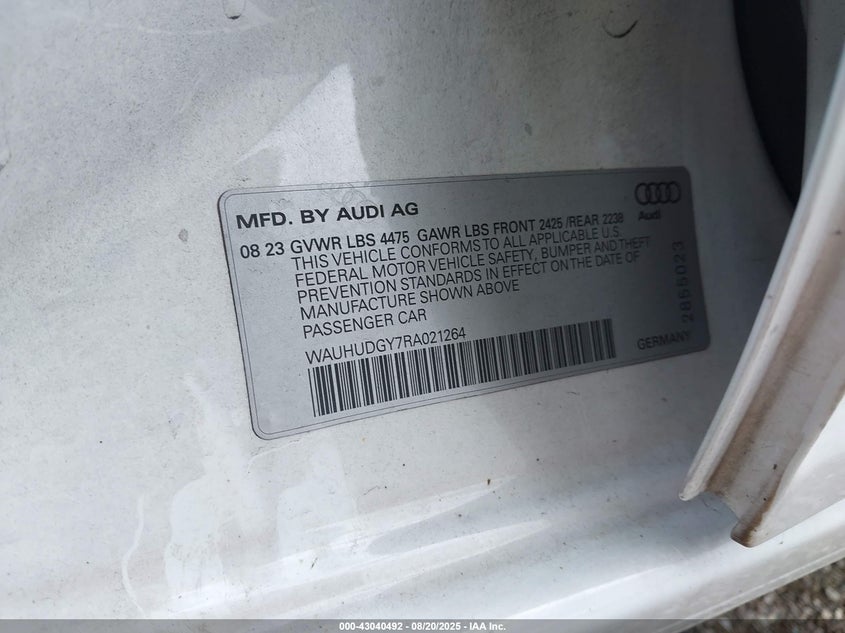 MFD. BY AUDI AG
Audi
08 23 GVWR LBS 4475 GAWR LBS FRONT 2425 /REAR 2238
THIS VEHICLE CONFORMS TO ALL APPLICABLE U.S.
FEDERAL MOTOR VEHICLE SAFETY, BUMPER AND THEFT
PREVENTION STANDARDS IN EFFECT ON THE DATE OF
MANUFACTURE SHOWN ABOVE
PASSENGER CAR
WAUHUDGY7RA021264
GERMANY
2855023
000-43040492 - 08/20/2025 - IAA Inc.